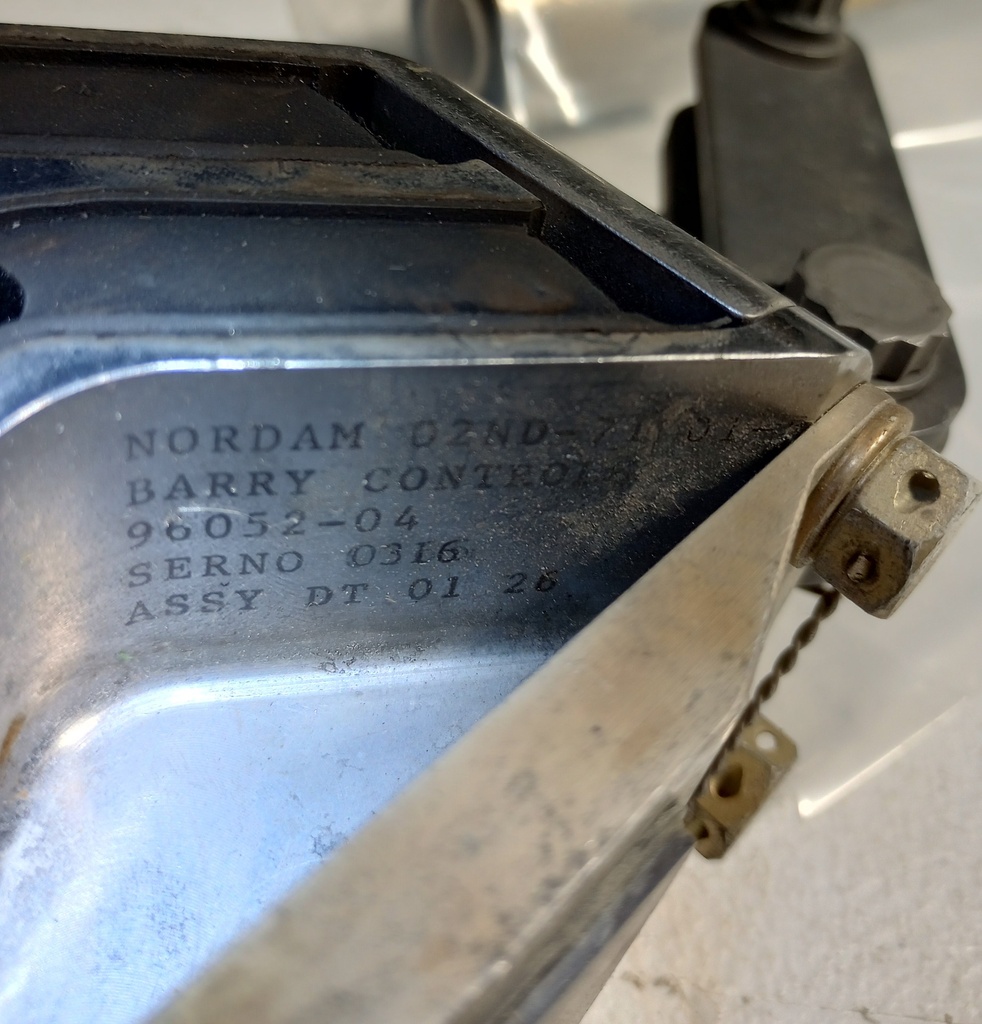 NORDAM
BARRY CONTROLS
96052-04
SERNO 0316
ASSY DT 01 26